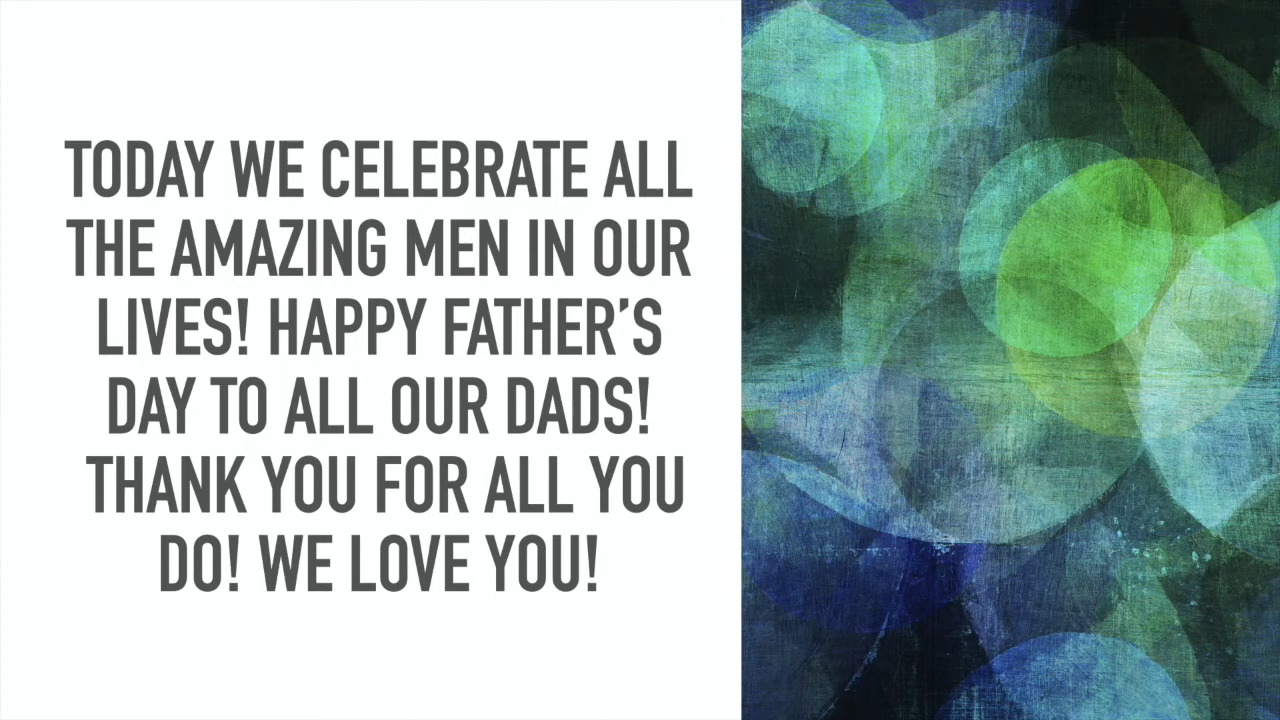 TODAY WE CELEBRATE ALL
THE AMAZING MEN IN OUR
LIVES! HAPPY FATHER’S
DAY TO ALL OUR DADS!
THANK YOU FOR ALL YOU
DO! WE LOVE YOU!